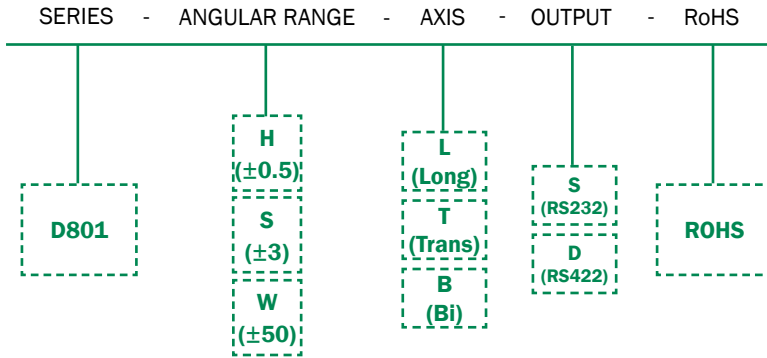 SERIES - ANGULAR RANGE - AXIS - OUTPUT - RoHS
D801
H
(±0.5)
S
(±3)
W
(±50)
L
(Long)
T
(Trans)
B
(Bi)
S
(RS232)
D
(RS422)
ROHS